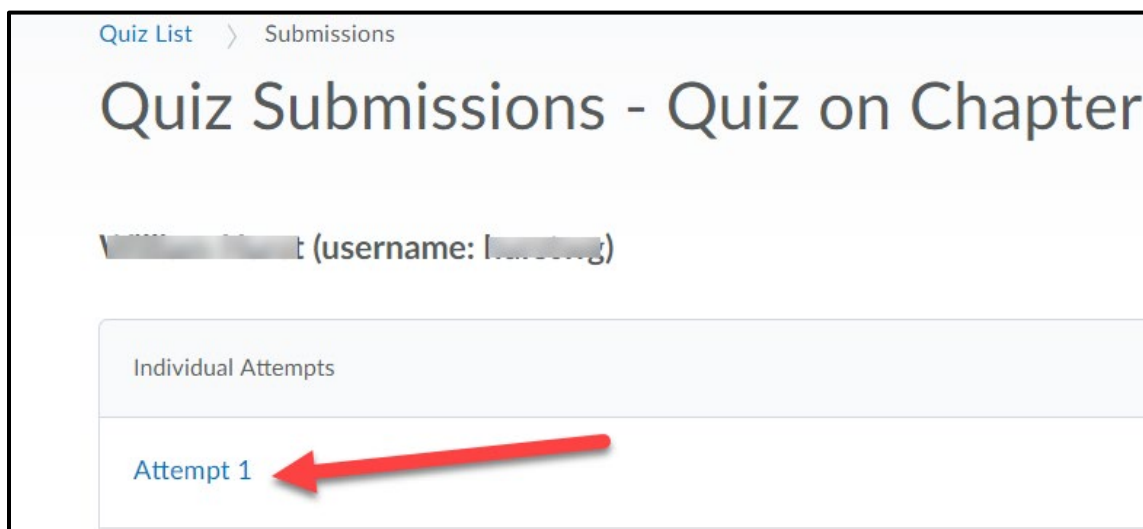 Quiz List 〉 Submissions
Quiz Submissions - Quiz on Chapter
(username: )
Individual Attempts
Attempt 1